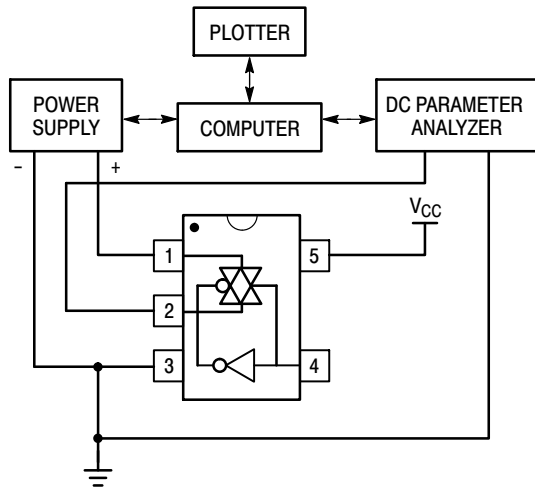 PLOTTER
POWER
SUPPLY
COMPUTER
DC PARAMETER
ANALYZER
-
+
VCC
1
5
2
3
4